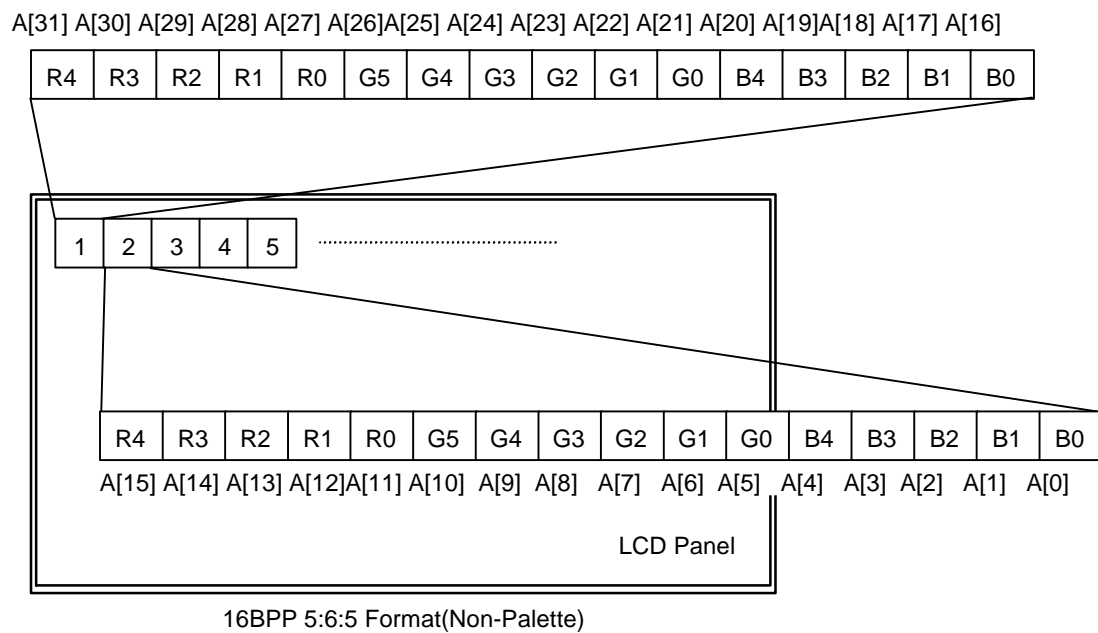 A[31] A[30] A[29] A[28] A[27] A[26]A[25] A[24] A[23] A[22] A[21] A[20] A[19]A[18] A[17] A[16]
R4 R3 R2 R1 R0 G5 G4 G3 G2 G1 G0 B4 B3 B2 B1 B0
1 2 3 4 5
R4 R3 R2 R1 R0 G5 G4 G3 G2 G1 G0 B4 B3 B2 B1 B0
A[15] A[14] A[13] A[12]A[11] A[10] A[9] A[8] A[7] A[6] A[5] A[4] A[3] A[2] A[1] A[0]
LCD Panel
16BPP 5:6:5 Format(Non-Palette)